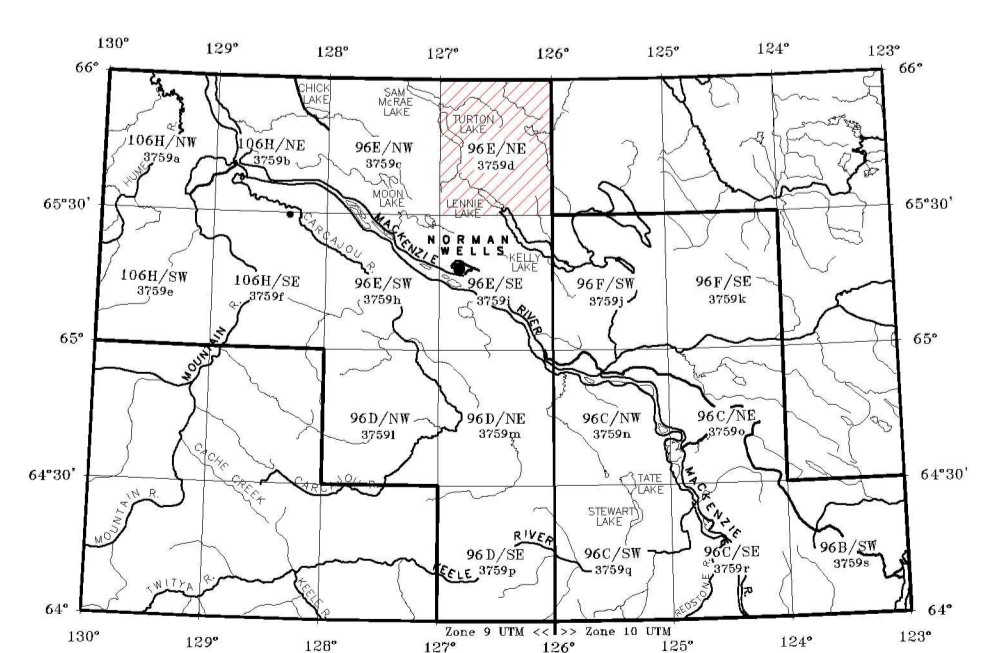 130° 129° 128° 127° 126° 125° 124° 123°
66° 66°
CHICK
LAKE
SAM
McRAE
LAKE
TURTON
LAKE
106H/NW
3759a
106H/NE
3759b
96E/NW
3759c
96E/NE
3759d
HUME R.
MOON
LAKE
LENNIE
LAKE
65°30' 65°30'
CARCAJOU R.
MACKENZIE
NORMAN
WELLS
KELLY
LAKE
106H/SW
3759e
106H/SE
3759f
96E/SW
3759h
96E/SE
3759i
96F/SW
3759j
96F/SE
3759k
RIVER
MOUNTAIN R.
65° 65°
96D/NW
3759l
96D/NE
3759m
96C/NW
3759n
96C/NE
3759o
CACHE CREEK
64°30' 64°30'
CARCAJOU R.
MOUNTAIN R.
TATE
LAKE
MACKENZIE
STEWART
LAKE
RIVER
96D/SE
3759p
96C/SW
3759q
96C/SE
3759r
96B/SW
3759s
KEELE
TWITYA R.
KEELE R.
REDSTONE R.
R.
64° 64°
Zone 9 UTM << >> Zone 10 UTM
130° 129° 128° 127° 126° 125° 124° 123°